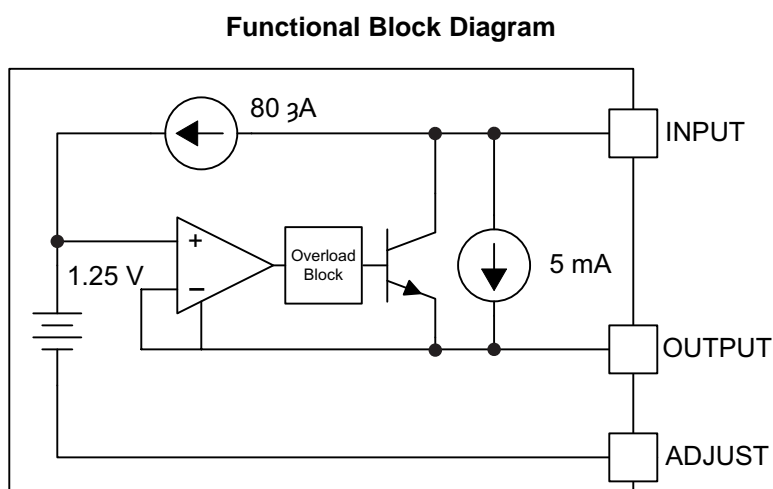 Functional Block Diagram
80 ȝA
INPUT
+
Overload
Block
1.25 V
−
5 mA
OUTPUT
ADJUST